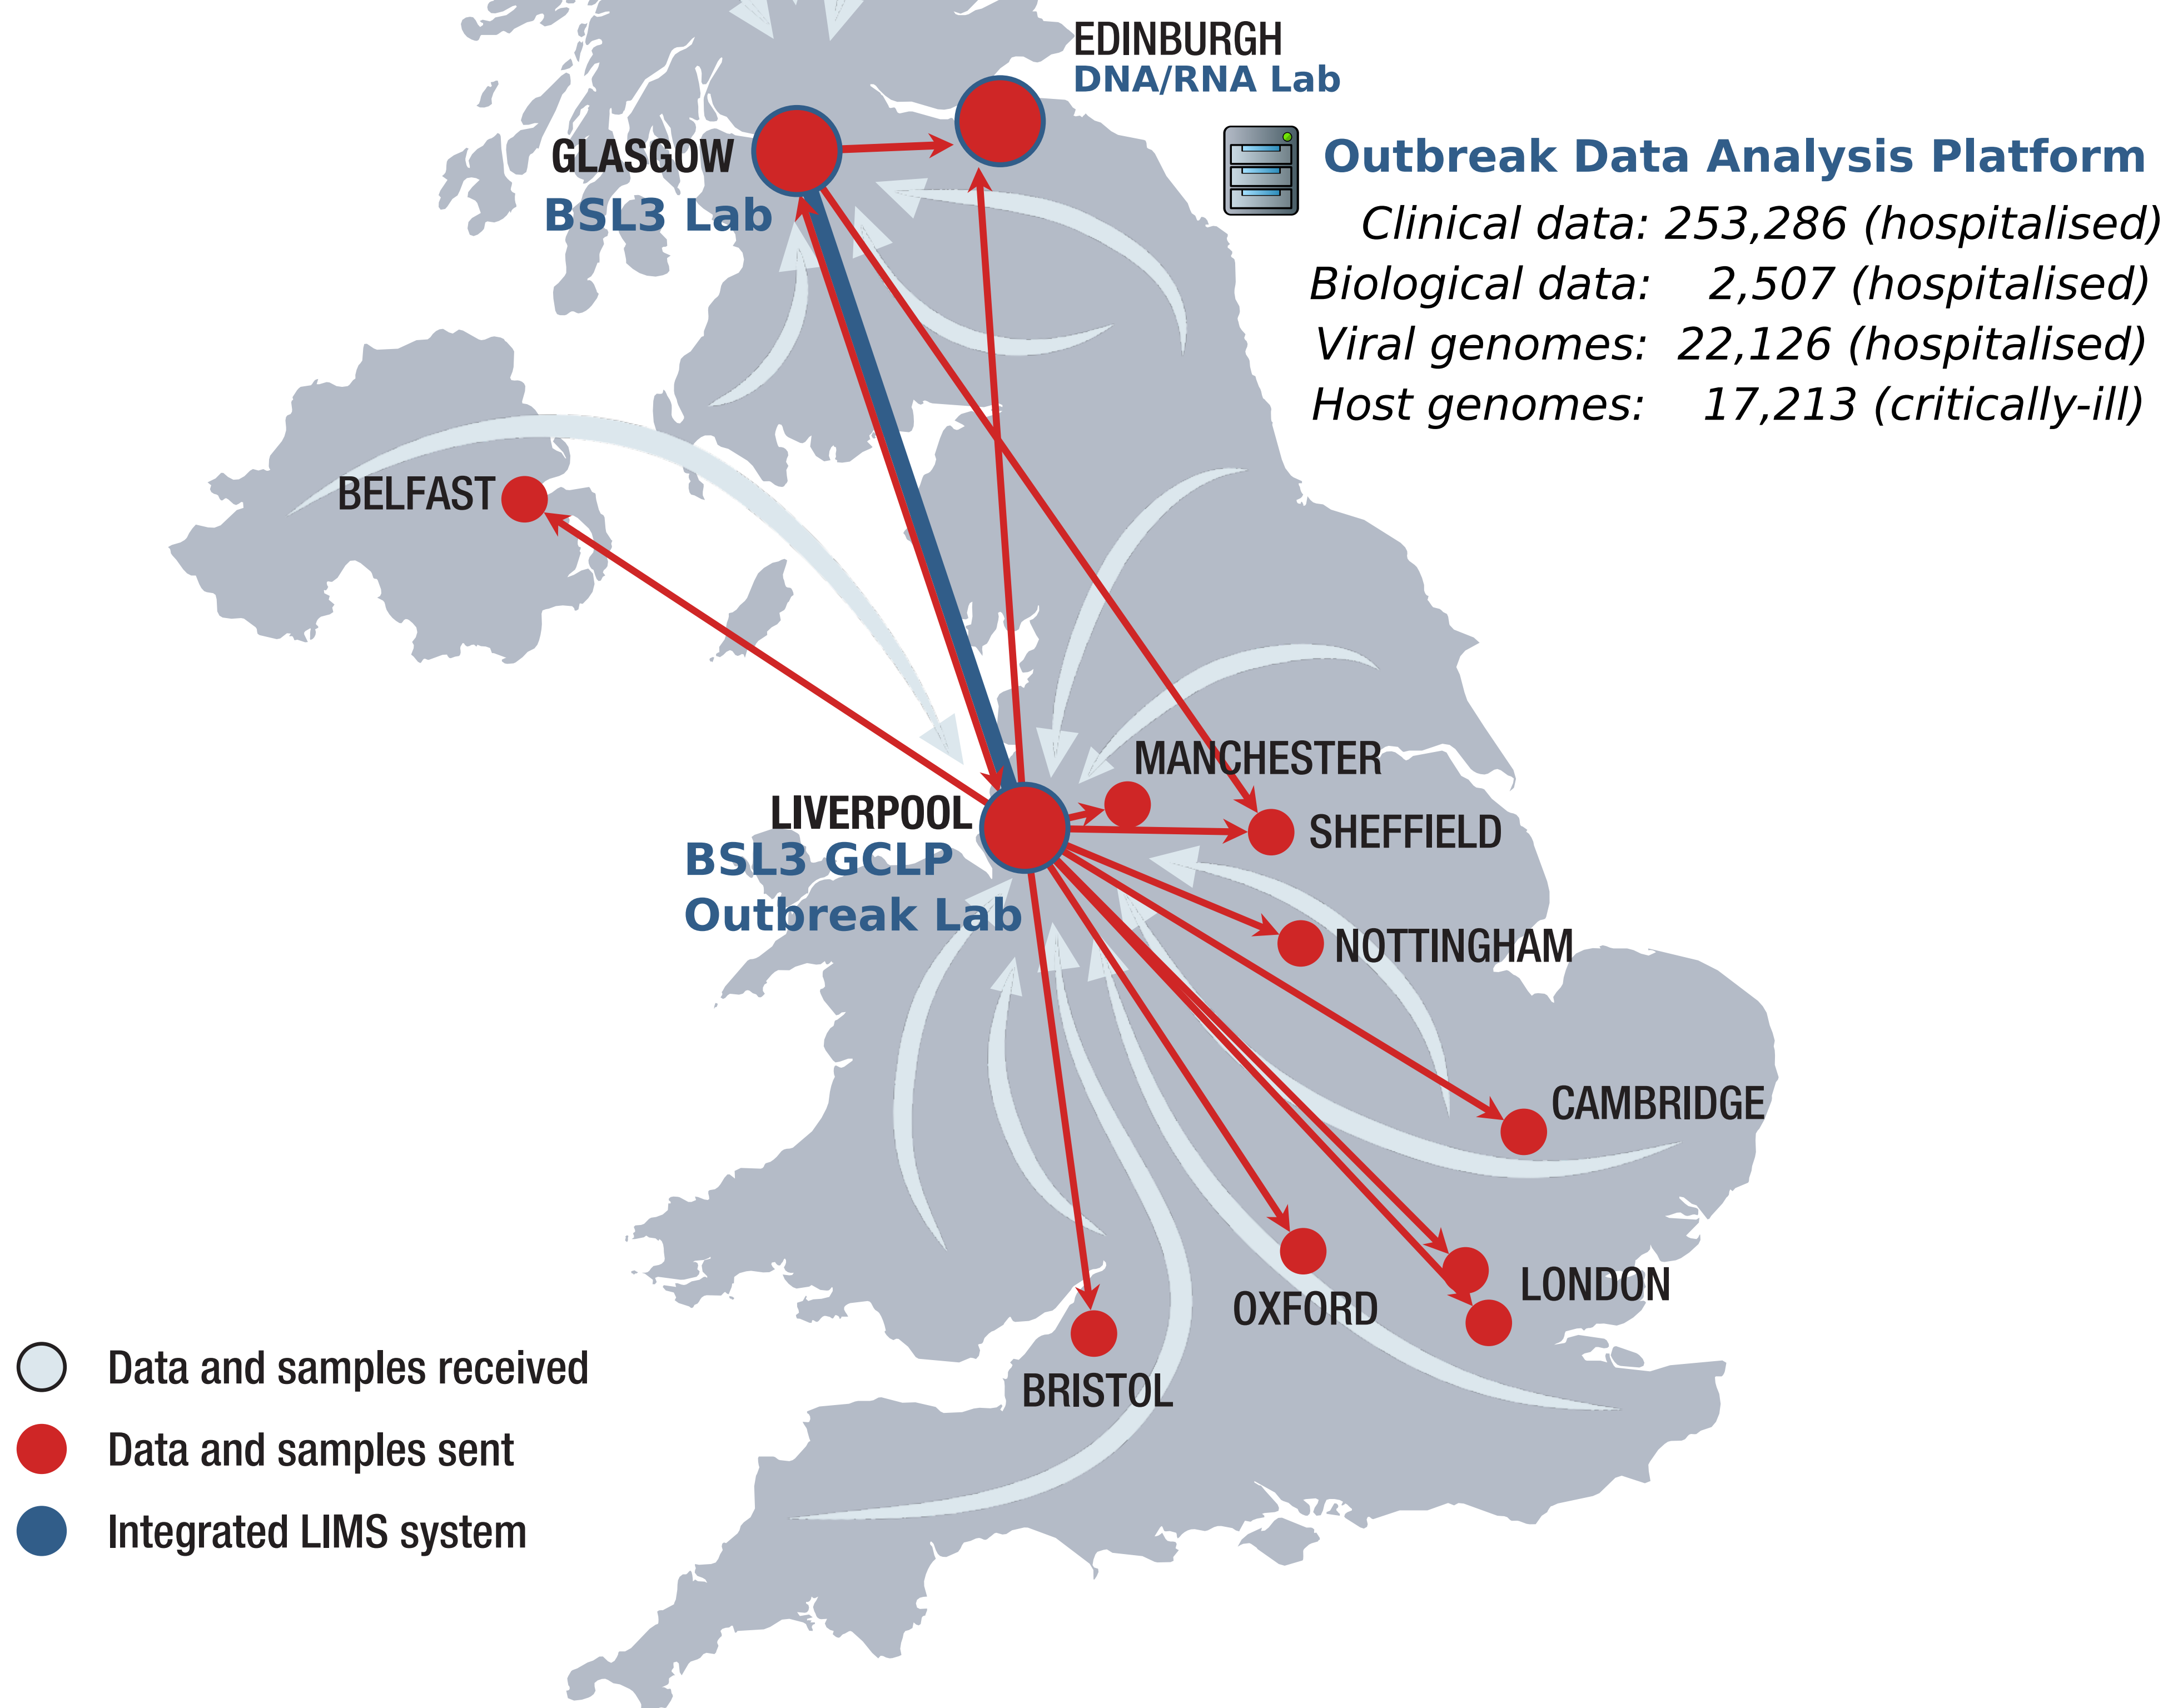 EDINBURGH
DNA/RNA Lab
GLASGOW
BSL3 Lab
Outbreak Data Analysis Platform
Clinical data: 253,286 (hospitalised)
Biological data: 2,507 (hospitalised)
Viral genomes: 22,126 (hospitalised)
Host genomes: 17,213 (critically-ill)
BELFAST
MANCHESTER
LIVERPOOL
BSL3 GCLP
Outbreak Lab
SHEFFIELD
NOTTINGHAM
CAMBRIDGE
LONDON
OXFORD
BRISTOL
Data and samples received
Data and samples sent
Integrated LIMS system